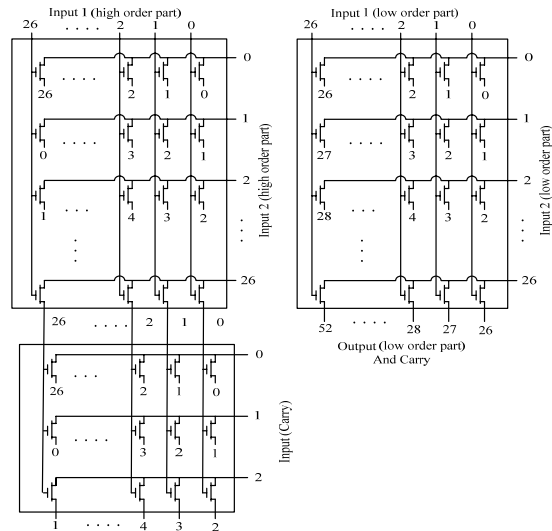 Input 1 (high order part)
26 . . . . 2 1 0
0
26 . . . . 2 1 0
1
0 . . . . . 3 2 1
2
1 . . . 4 3 2
26
Input 2 (high order part)
26 . . . . 2 1 0
0
26 . . . 2 1 0
1
0 . . . . 3 2 1
2
1 . . . . 4 3 2
Input (Carry)
Input 1 (low order part)
26 . . . . 2 1 0
0
26 . . . . 2 1 0
1
27 . . . . 3 2 1
2
28 . . . . 4 3 2
26
52 . . . . 28 27 26
Input 2 (low order part)
Output (low order part)
And Carry